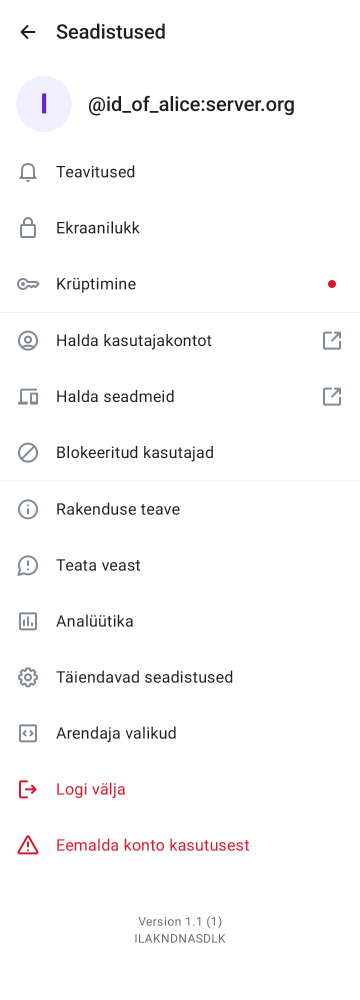 Seadistused
I
@id_of_alice:server.org
Teavitused
Ekraanilukk
Krüptimine
Halda kasutajakontot
Halda seadmeid
Blokeeritud kasutajad
Rakenduse teave
Teata veast
Analüütika
Täiendavad seadistused
Arendaja valikud
Logi välja
Eemalda konto kasutusest
Version 1.1 (1)
ILAKNDNASDLK